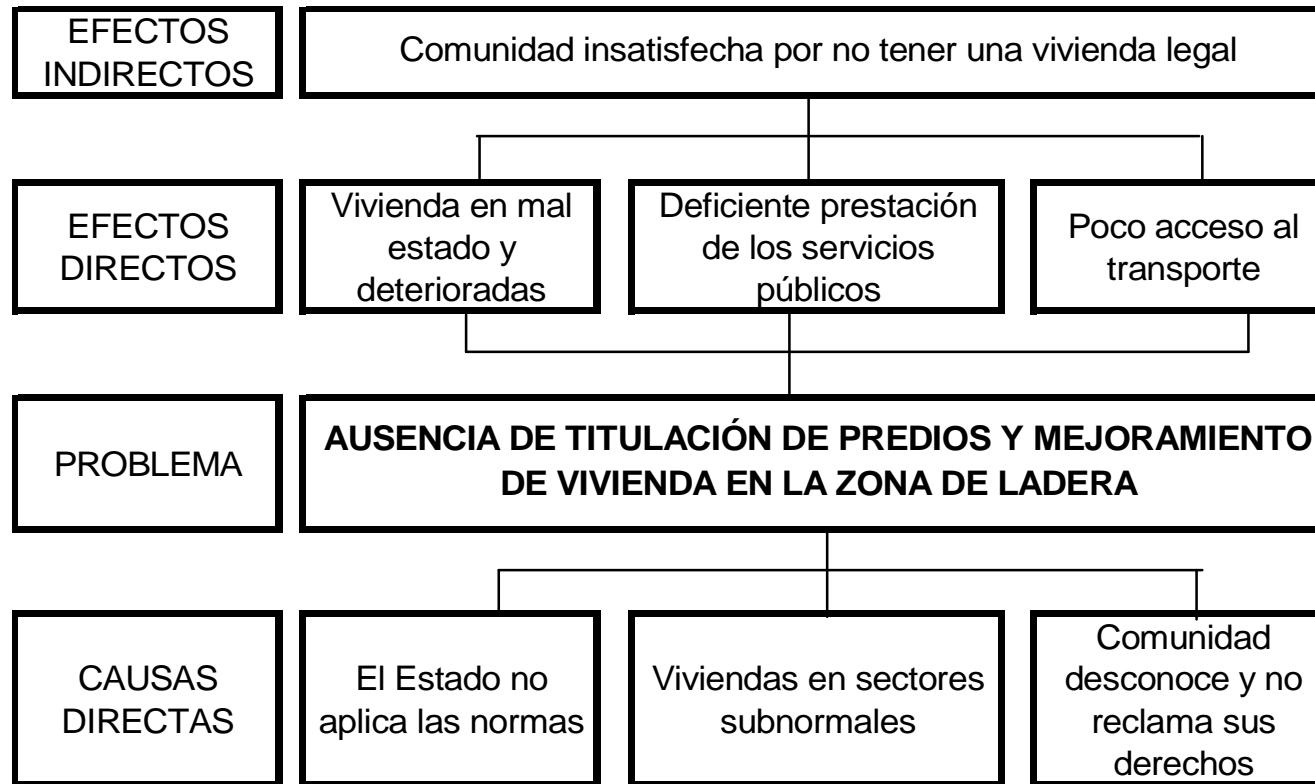 EFECTOS
INDIRECTOS
Comunidad insatisfecha por no tener una vivienda legal
EFECTOS
DIRECTOS
Vivienda en mal
estado y
deterioradas
Deficiente prestación
de los servicios
públicos
Poco acceso al
transporte
PROBLEMA
AUSENCIA DE TITULACIÓN DE PREDIOS Y MEJORAMIENTO
DE VIVIENDA EN LA ZONA DE LADERA
CAUSAS
DIRECTAS
El Estado no
aplica las normas
Viviendas en sectores
subnormales
Comunidad
desconoce y no
reclama sus
derechos